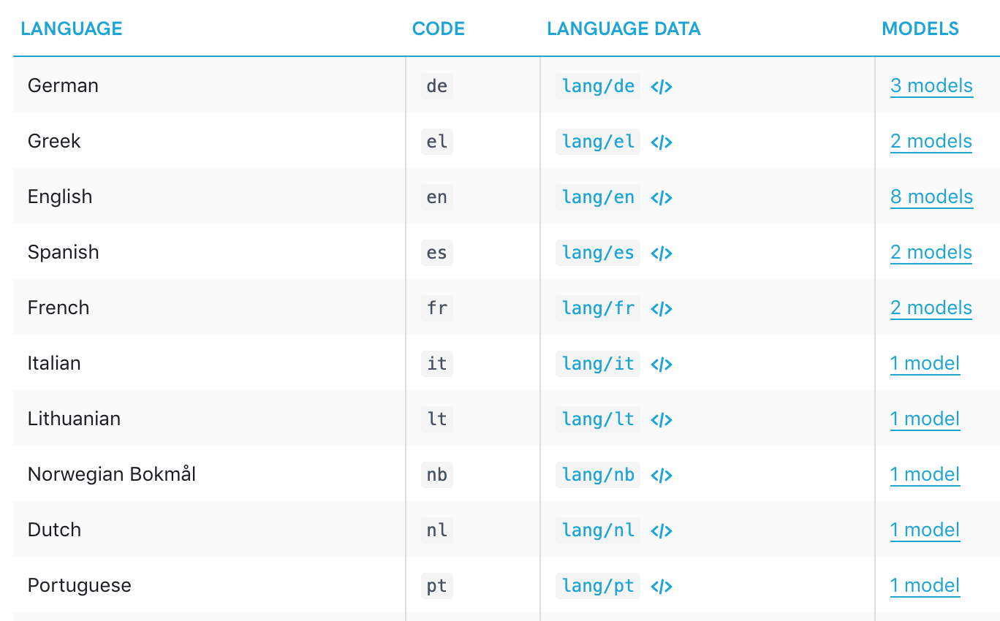 LANGUAGE CODE LANGUAGE DATA MODELS
German de lang/de </> 3 models
Greek el lang/el </> 2 models
English en lang/en </> 8 models
Spanish es lang/es </> 2 models
French fr lang/fr </> 2 models
Italian it lang/it </> 1 model
Lithuanian lt lang/lt </> 1 model
Norwegian Bokmål nb lang/nb </> 1 model
Dutch nl lang/nl </> 1 model
Portuguese pt lang/pt </> 1 model